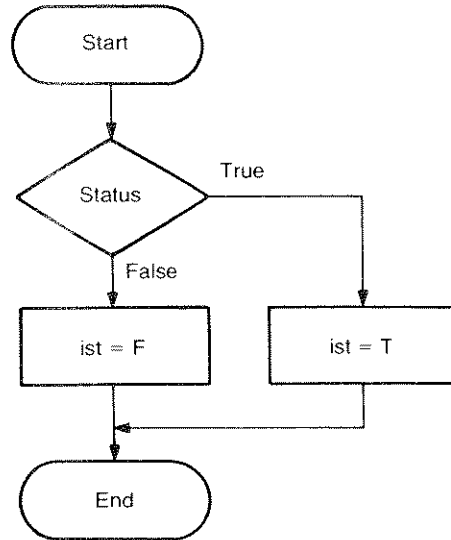 Start
Status
True
False
ist = F
ist = T
End